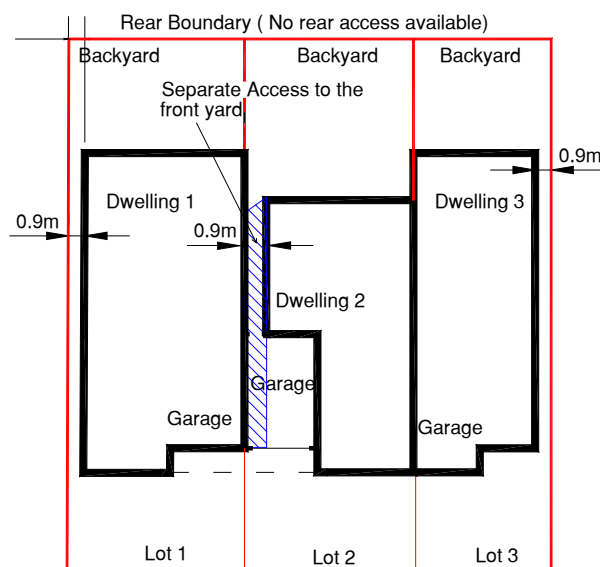 Rear Boundary ( No rear access available)
Backyard
Backyard
Backyard
Separate Access to the
front yard
0.9m
Dwelling 1
Dwelling 3
0.9m
0.9m
Dwelling 2
Garage
Garage
Garage
Lot 1
Lot 2
Lot 3